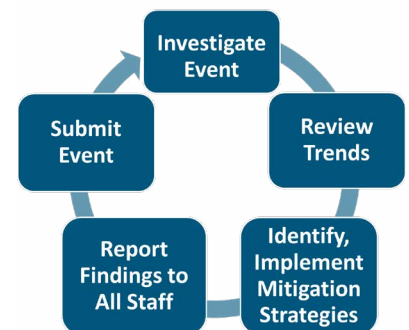 Investigate
Event
Review
Trends
Identify,
Implement
Mitigation
Strategies
Report
Findings to
All Staff
Submit
Event